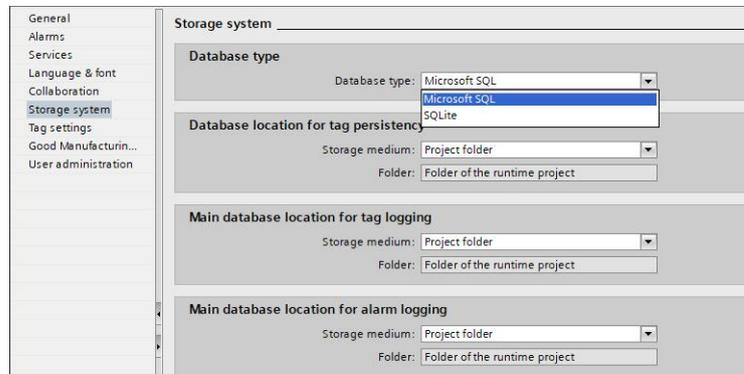 General
Alarms
Services
Language & font
Collaboration
Storage system
Tag settings
Good Manufacturin...
User administration
Storage system
Database type
Database type: Microsoft SQL
Microsoft SQL
SQLite
Database location for tag persistency
Storage medium: Project folder
Folder: Folder of the runtime project
Main database location for tag logging
Storage medium: Project folder
Folder: Folder of the runtime project
Main database location for alarm logging
Storage medium: Project folder
Folder: Folder of the runtime project